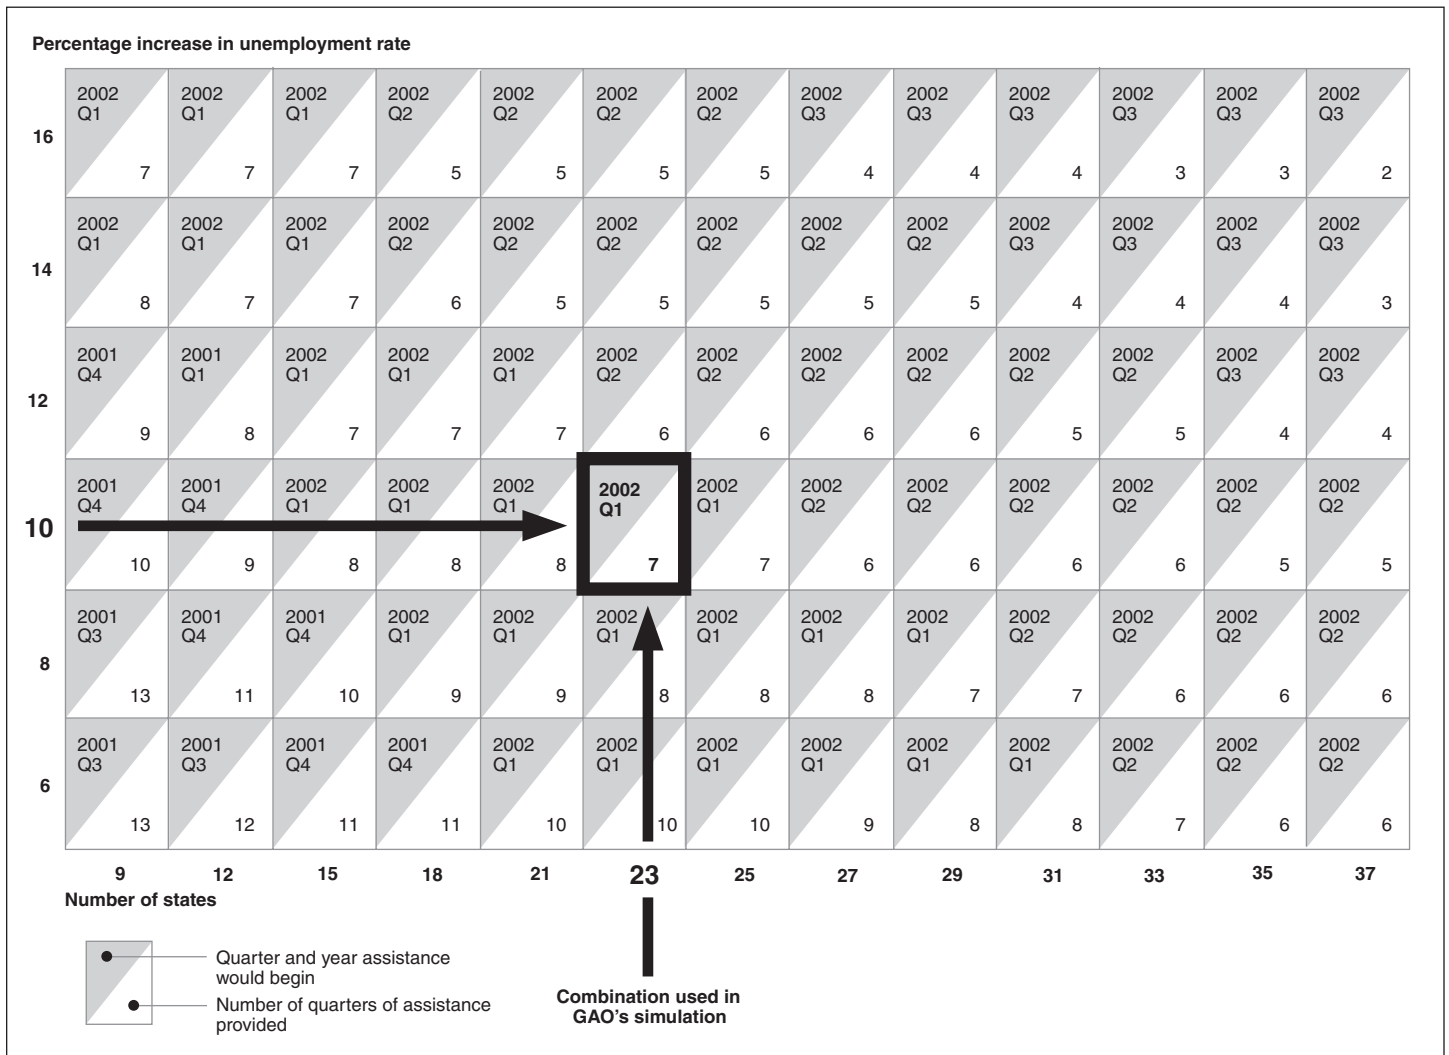 Percentage increase in unemployment rate
2002 2002 2002 2002 2002 2002 2002 2002 2002 2002 2002 2002 2002
Q1 Q1 Q1 Q2 Q2 Q2 Q2 Q3 Q3 Q3 Q3 Q3 Q3
16
7 7 7 5 5 5 5 4 4 4 3 3 2
2002 2002 2002 2002 2002 2002 2002 2002 2002 2002 2002 2002 2002
Q1 Q1 Q1 Q2 Q2 Q2 Q2 Q2 Q2 Q3 Q3 Q3 Q3
14
8 7 7 6 5 5 5 5 5 4 4 4 3
2001 2001 2002 2002 2002 2002 2002 2002 2002 2002 2002 2002 2002
Q4 Q1 Q1 Q1 Q1 Q2 Q2 Q2 Q2 Q2 Q2 Q3 Q3
12
9 8 7 7 7 6 6 6 6 5 5 4 4
2001 2001 2002 2002 2002 2002 2002 2002 2002 2002 2002 2002 2002
Q4 Q4 Q1 Q1 Q1 Q1 Q1 Q2 Q2 Q2 Q2 Q2 Q2
10
10 9 8 8 8 7 7 6 6 6 6 5 5
2001 2001 2001 2002 2002 2002 2002 2002 2002 2002 2002 2002 2002
Q3 Q4 Q4 Q1 Q1 Q1 Q1 Q1 Q1 Q2 Q2 Q2 Q2
8
13 11 10 9 9 8 8 8 7 7 6 6 6
2001 2001 2001 2001 2002 2002 2002 2002 2002 2002 2002 2002 2002
Q3 Q3 Q4 Q4 Q1 Q1 Q1 Q1 Q1 Q1 Q2 Q2 Q2
6
13 12 11 11 10 10 10 9 8 8 7 6 6
9 12 15 18 21 23 25 27 29 31 33 35 37
Number of states
Quarter and year assistance
would begin
Number of quarters of assistance
provided
Combination used in
GAO's simulation